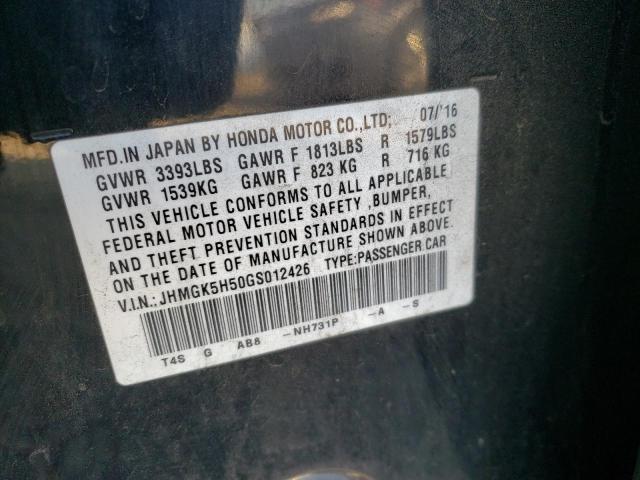 MFD.IN JAPAN BY HONDA MOTOR CO.,LTD; 07/'16
GVWR 3393LBS GAWR F 1813LBS R 1579LBS
GVWR 1539KG GAWR F 823 KG R 716 KG
THIS VEHICLE CONFORMS TO ALL APPLICABLE
FEDERAL MOTOR VEHICLE SAFETY ,BUMPER,
AND THEFT PREVENTION STANDARDS IN EFFECT
ON THE DATE OF MANUFACTURE SHOWN ABOVE.
V.I.N.: JHMGK5H50GS012426 TYPE:PASSENGER CAR
T4S G AB8 -NH731P -A -S